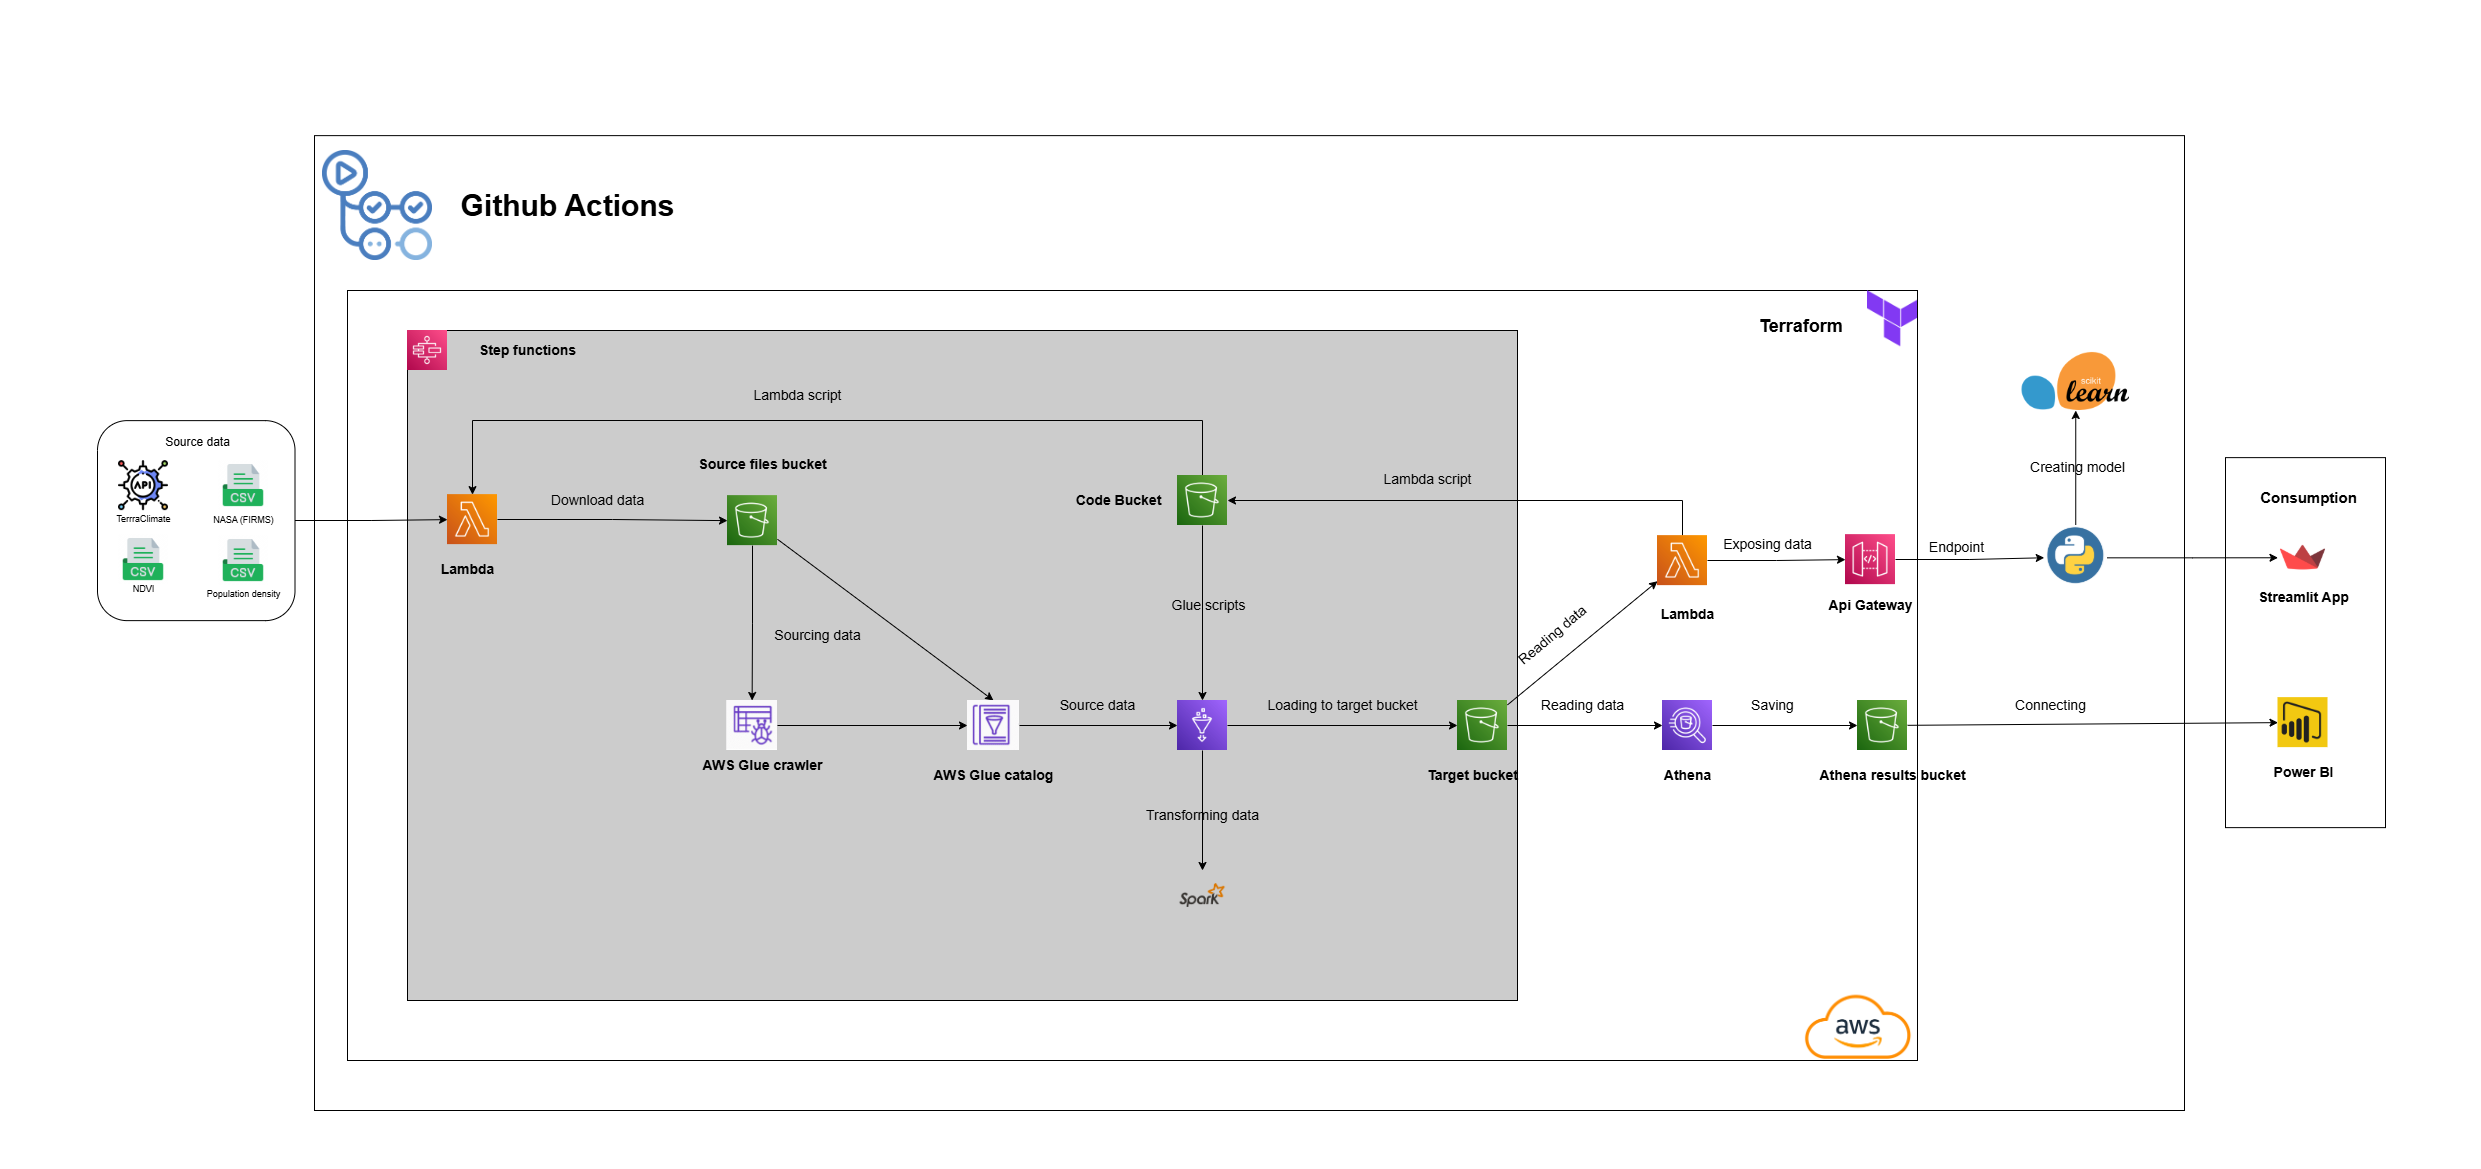 Github Actions
Terraform
Step functions
Lambda script
Source data
API
CSV
TerrraClimate
NASA (FIRMS)
CSV
CSV
NDVI
Population density
Source files bucket
Download data
Lambda
Code Bucket
Lambda script
Glue scripts
Sourcing data
AWS Glue crawler
AWS Glue catalog
Source data
Loading to target bucket
Transforming data
Spark
Target bucket
Reading data
Lambda
Exposing data
Api Gateway
Endpoint
Creating model
scikit
learn
Reading data
Athena
Saving
Athena results bucket
Connecting
Consumption
Streamlit App
Power BI
aws